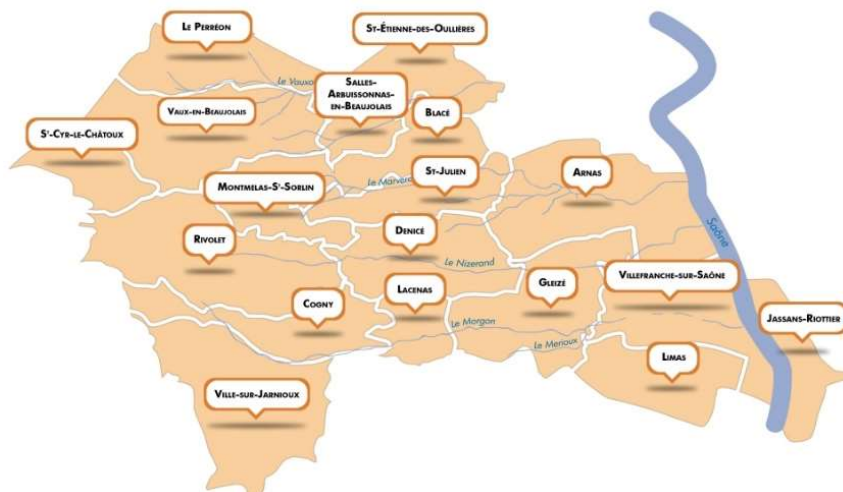 Le Perréon
St-Étienne-des-Oullières
Le Vauxonne
Salles-
Arbuissonnas-
en-Beaujolais
Vaux-en-Beaujolais
Blacé
St-Cyr-le-Châtoux
St-Julien
Arnas
Le Marverand
Montmelas-St-Sorlin
Saône
Denicé
Rivolet
Le Nizerand
Villefranche-sur-Saône
Gleizé
Lacenas
Cogny
Jassans-Riottier
Le Morgon
Le Merloux
Limas
Ville-sur-Jarnioux